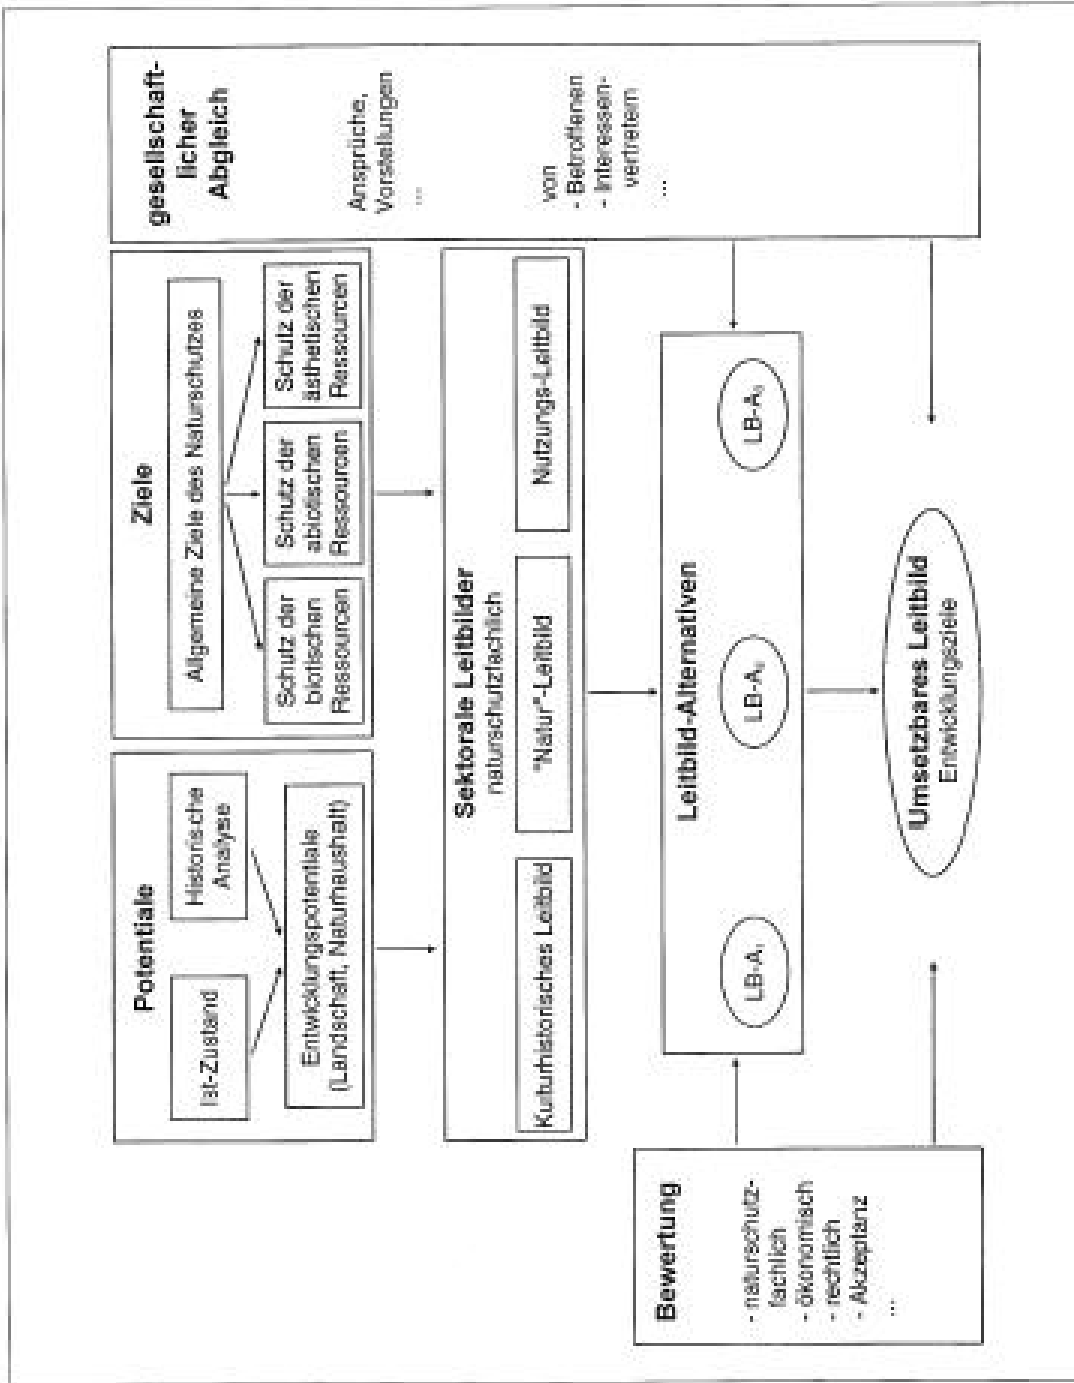 Potentiale
Ist-Zustand
Historische
Analyse
Entwicklungspotentiale
(Landschaft, Naturhaushalt)
Ziele
Allgemeine Ziele des Naturschutzes
Schutz der
biotischen
Ressourcen
Schutz der
abiotischen
Ressourcen
Schutz der
ästhetischen
Ressourcen
gesellschaft-
licher
Abgleich
Ansprüche,
Vorstellungen
...
von
- Betroffenen
- Interessen-
vertretern
...
Sektorale Leitbilder
naturschutzfachlich
Kulturhistorisches Leitbild
"Natur"-Leitbild
Nutzungs-Leitbild
Bewertung
- naturschutz-
fachlich
- ökonomisch
- rechtlich
- Akzeptanz
...
Leitbild-Alternativen
LB-A
LB-A
LB-A
Umsetzbares Leitbild
Entwicklungsziele